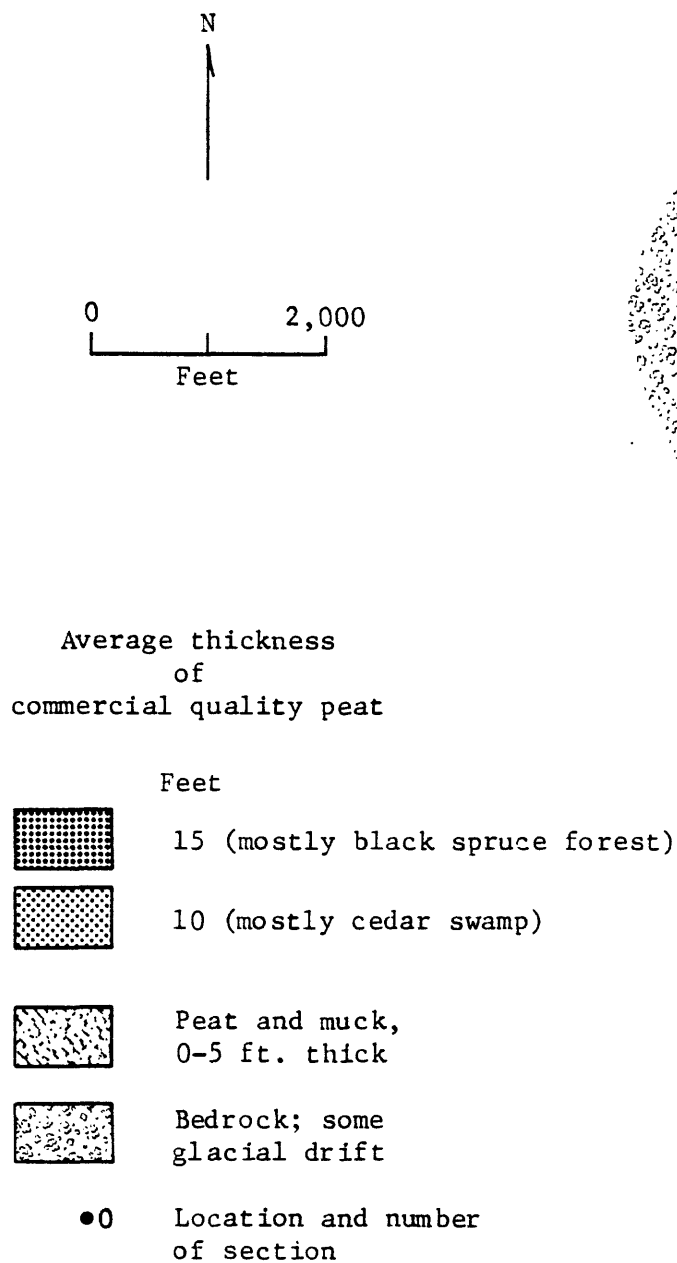 N
0 2,000
Feet
Average thickness
of
commercial quality peat
Feet
15 (mostly black spruce forest)
10 (mostly cedar swamp)
Peat and muck,
0-5 ft. thick
Bedrock; some
glacial drift
●0 Location and number
of section